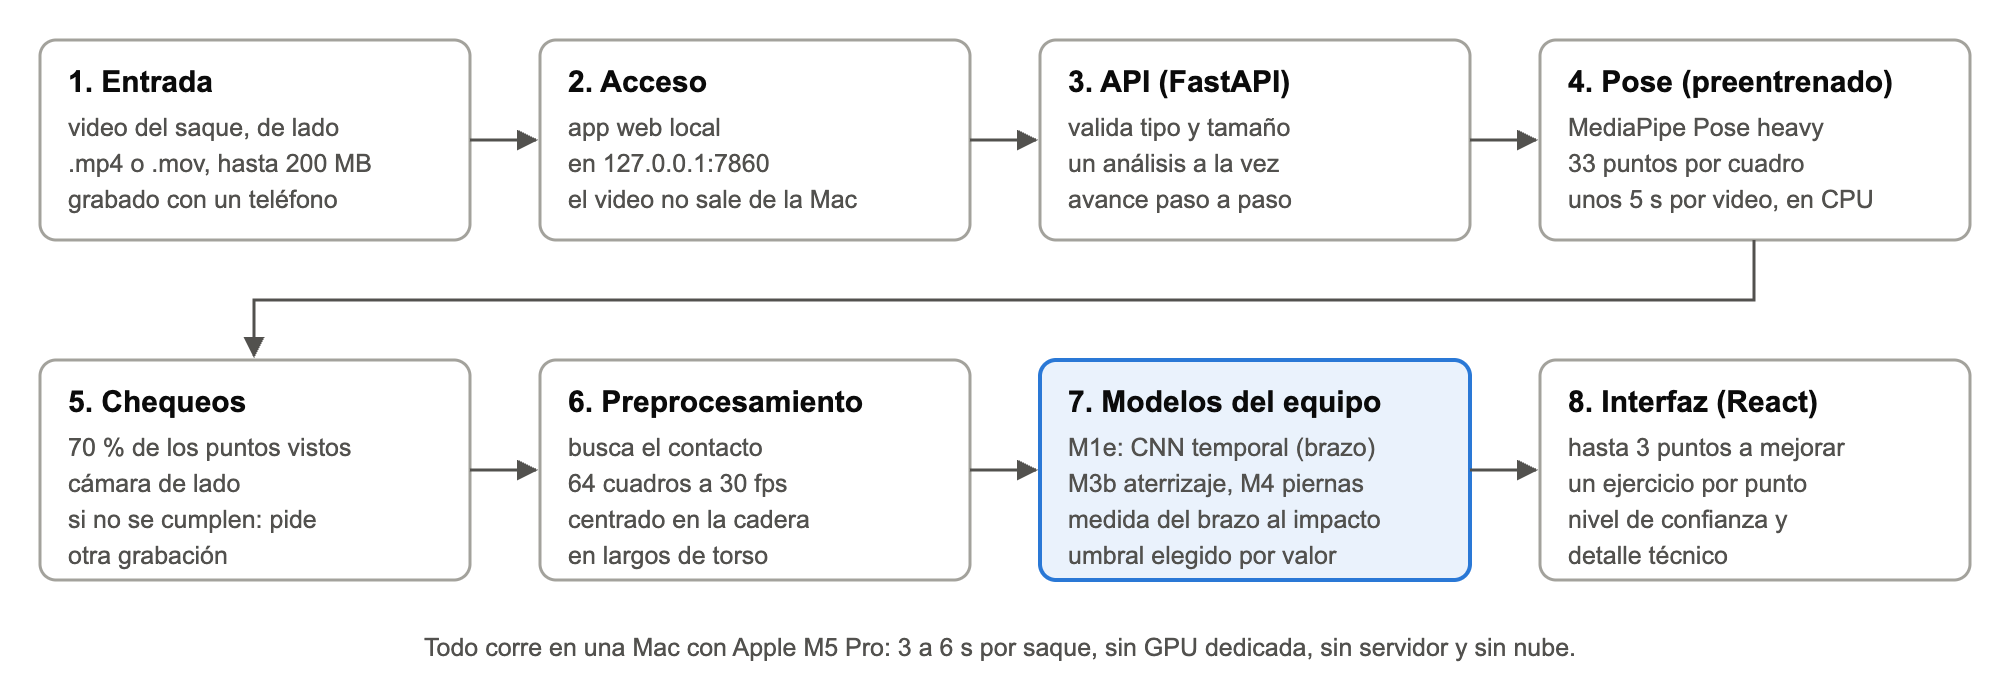 1. Entrada
video del saque, de lado
.mp4 o .mov, hasta 200 MB
grabado con un teléfono
2. Acceso
app web local
en 127.0.0.1:7860
el video no sale de la Mac
3. API (FastAPI)
valida tipo y tamaño
un análisis a la vez
avance paso a paso
4. Pose (preentrenado)
MediaPipe Pose heavy
33 puntos por cuadro
unos 5 s por video, en CPU
5. Chequeos
70 % de los puntos vistos
cámara de lado
si no se cumplen: pide
otra grabación
6. Preprocesamiento
busca el contacto
64 cuadros a 30 fps
centrado en la cadera
en largos de torso
7. Modelos del equipo
M1e: CNN temporal (brazo)
M3b aterrizaje, M4 piernas
medida del brazo al impacto
umbral elegido por valor
8. Interfaz (React)
hasta 3 puntos a mejorar
un ejercicio por punto
nivel de confianza y
detalle técnico
Todo corre en una Mac con Apple M5 Pro: 3 a 6 s por saque, sin GPU dedicada, sin servidor y sin nube.